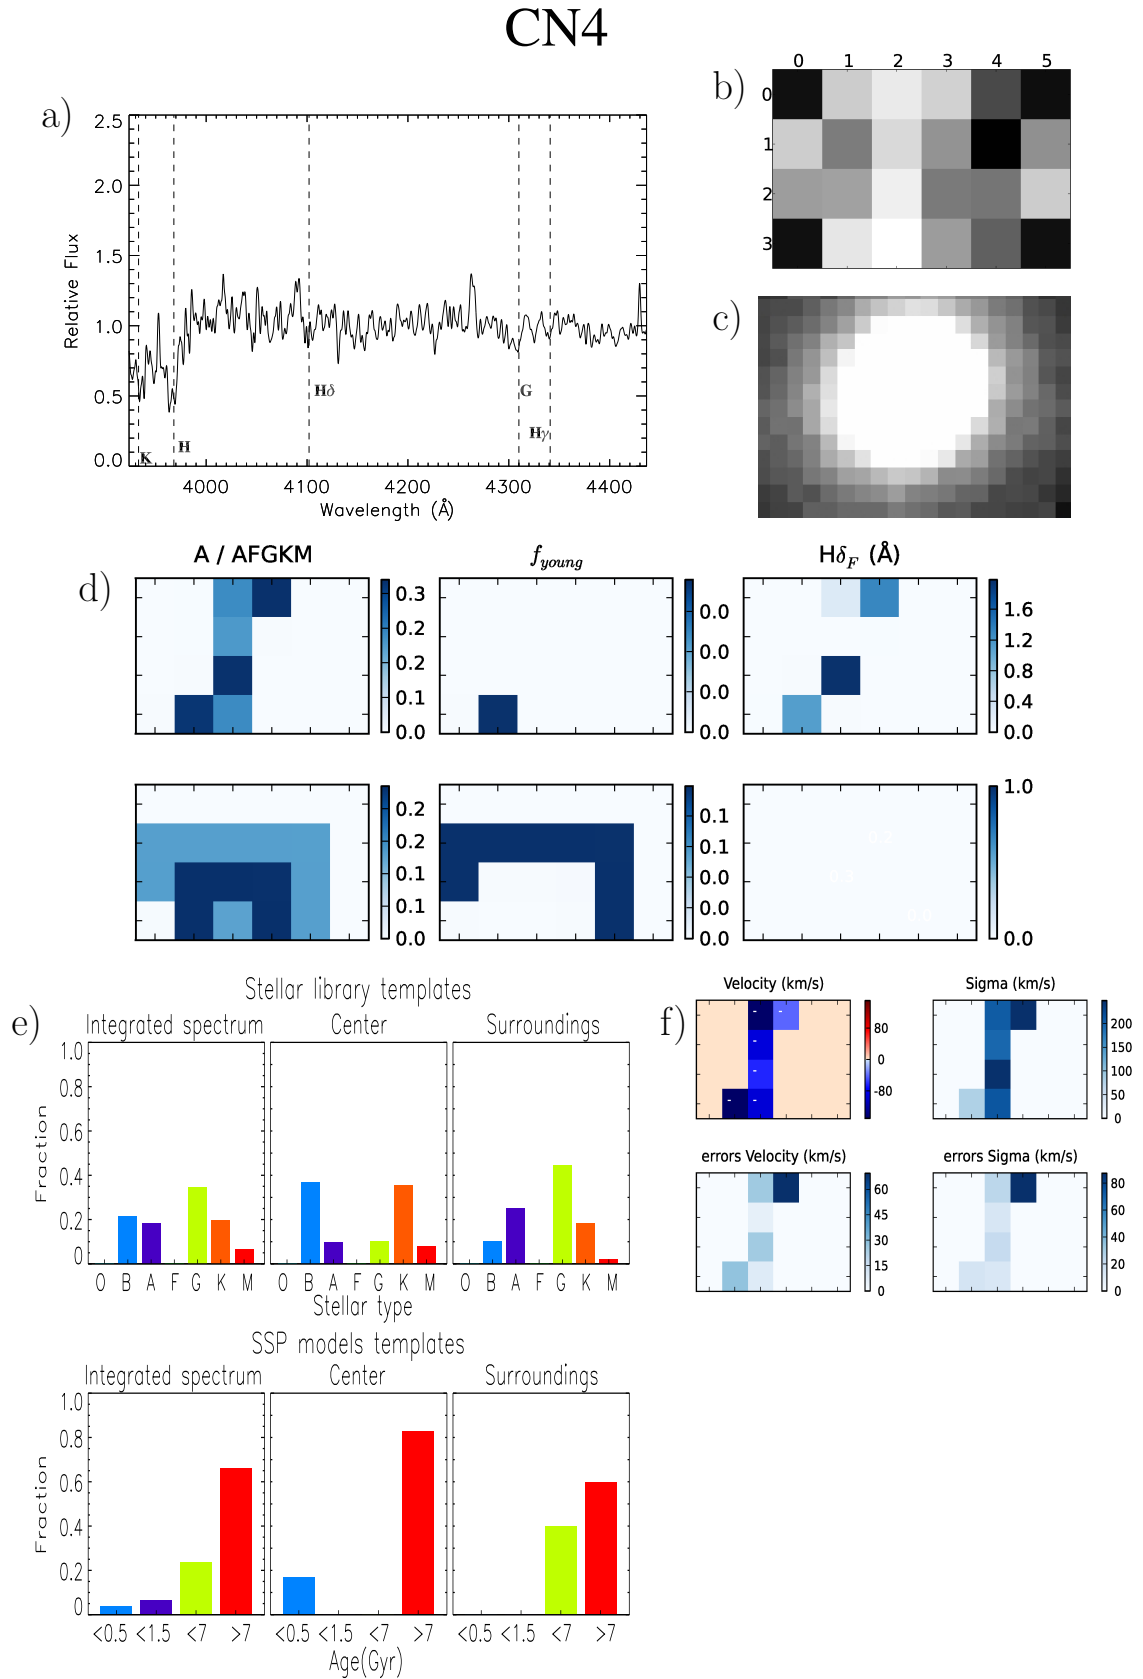 CN4
a)
2.5
2.0
1.5
1.0
0.5
0.0
Relative Flux
K
H
Hδ
G
Hγ
4000 4100 4200 4300 4400
Wavelength (Å)
b)
0 1 2 3 4 5
0
1
2
3
c)
d)
A / AFGKM
0.3
0.2
0.2
0.1
0.0
f young
0.0
0.0
0.0
0.0
HδF (Å)
1.6
1.2
0.8
0.4
0.0
0.2
0.2
0.1
0.1
0.0
0.1
0.1
0.0
0.0
0.0
0.2
0.3
0.0
1.0
0.0
e)
Stellar library templates
Integrated spectrum Center Surroundings
1.0
0.8
0.6
0.4
0.2
0
Fraction
O B A F G K M O B A F G K M O B A F G K M
Stellar type
SSP models templates
Integrated spectrum Center Surroundings
1.0
0.8
0.6
0.4
0.2
0
Fraction
<0.5 <1.5 <7 >7 <0.5 <1.5 <7 >7 <0.5 <1.5 <7 >7
Age(Gyr)
f)
Velocity (km/s)
80
0
-80
Sigma (km/s)
200
150
100
50
0
errors Velocity (km/s)
60
45
30
15
0
errors Sigma (km/s)
80
60
40
20
0